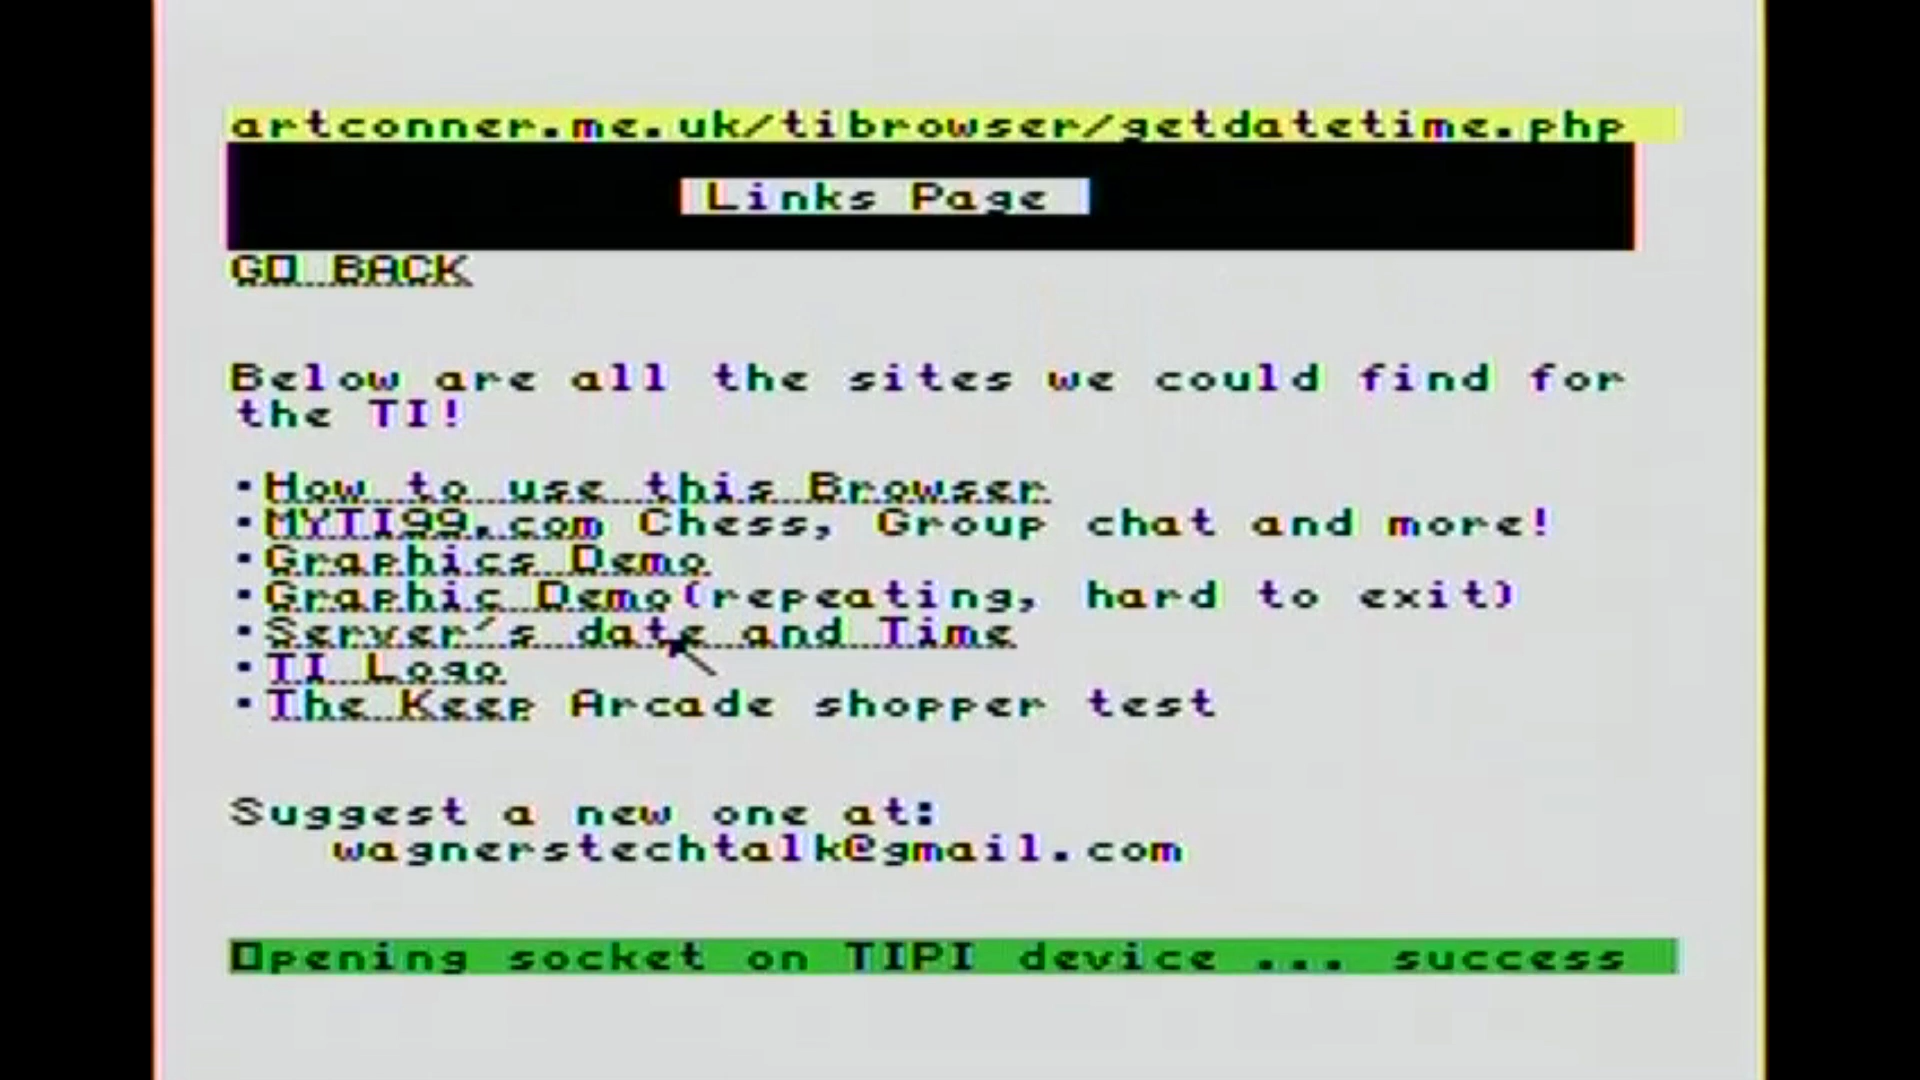 artconner.me.uk/tibrowser/getdatetime.php
Links Page
GO BACK
Below are all the sites we could find for
the TI!
•How to use this Browser
•MYTI99.com Chess, Group chat and more!
•Graphics Demo
•Graphic Demo(repeating, hard to exit)
•Server's date and Time
•TI Logo
•The Keep Arcade shopper test
Suggest a new one at:
wagnerstechtalk@gmail.com
Opening socket on TIPI device ... success